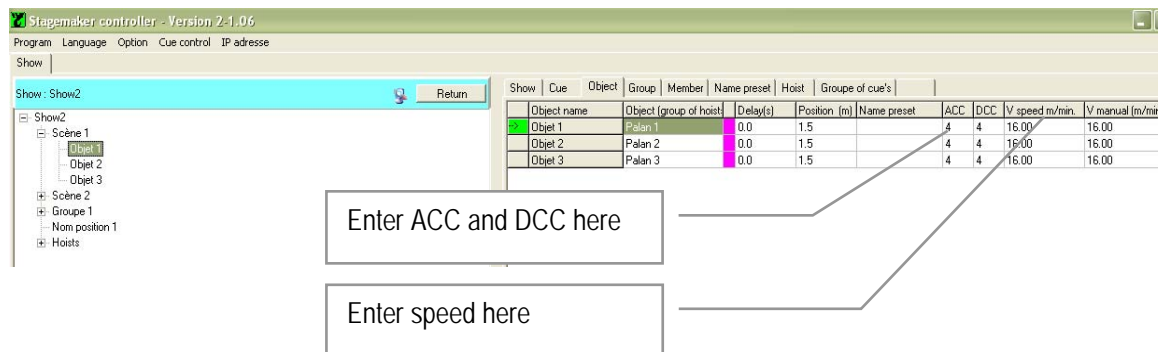 Stagemaker controller - Version 2-1.06
Program Language Option Cue control IP adresse
Show
Show : Show2 Return
Show2
Scène 1
Objet 1
Objet 2
Objet 3
Scène 2
Groupe 1
Nom position 1
Hoists
Show Cue Object Group Member Name preset Hoist Groupe of cue's
Object name Object (group of hoist: Delay(s) Position (m) Name preset ACC DCC V speed m/min. V manual (m/min
Objet 1 Palan 1 0.0 1.5 4 4 16.00 16.00
Objet 2 Palan 2 0.0 1.5 4 4 16.00 16.00
Objet 3 Palan 3 0.0 1.5 4 4 16.00 16.00
Enter ACC and DCC here
Enter speed here